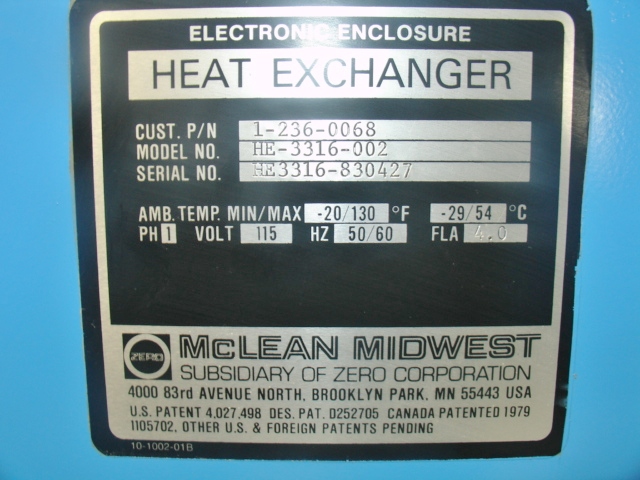 ELECTRONIC ENCLOSURE
HEAT EXCHANGER
CUST. P/N 1-236-0068
MODEL NO. HE-3316-002
SERIAL NO. HE3316-830427
AMB. TEMP. MIN/MAX -20/130 °F -29/54 °C
PH 1 VOLT 115 HZ 50/60 FLA 4.0
ZERO McLEAN MIDWEST
SUBSIDIARY OF ZERO CORPORATION
4000 83rd AVENUE NORTH, BROOKLYN PARK, MN 55443 USA
U.S. PATENT 4,027,498 DES. PAT. D252705 CANADA PATENTED 1979
1105702, OTHER U.S. & FOREIGN PATENTS PENDING
10-1002-01B